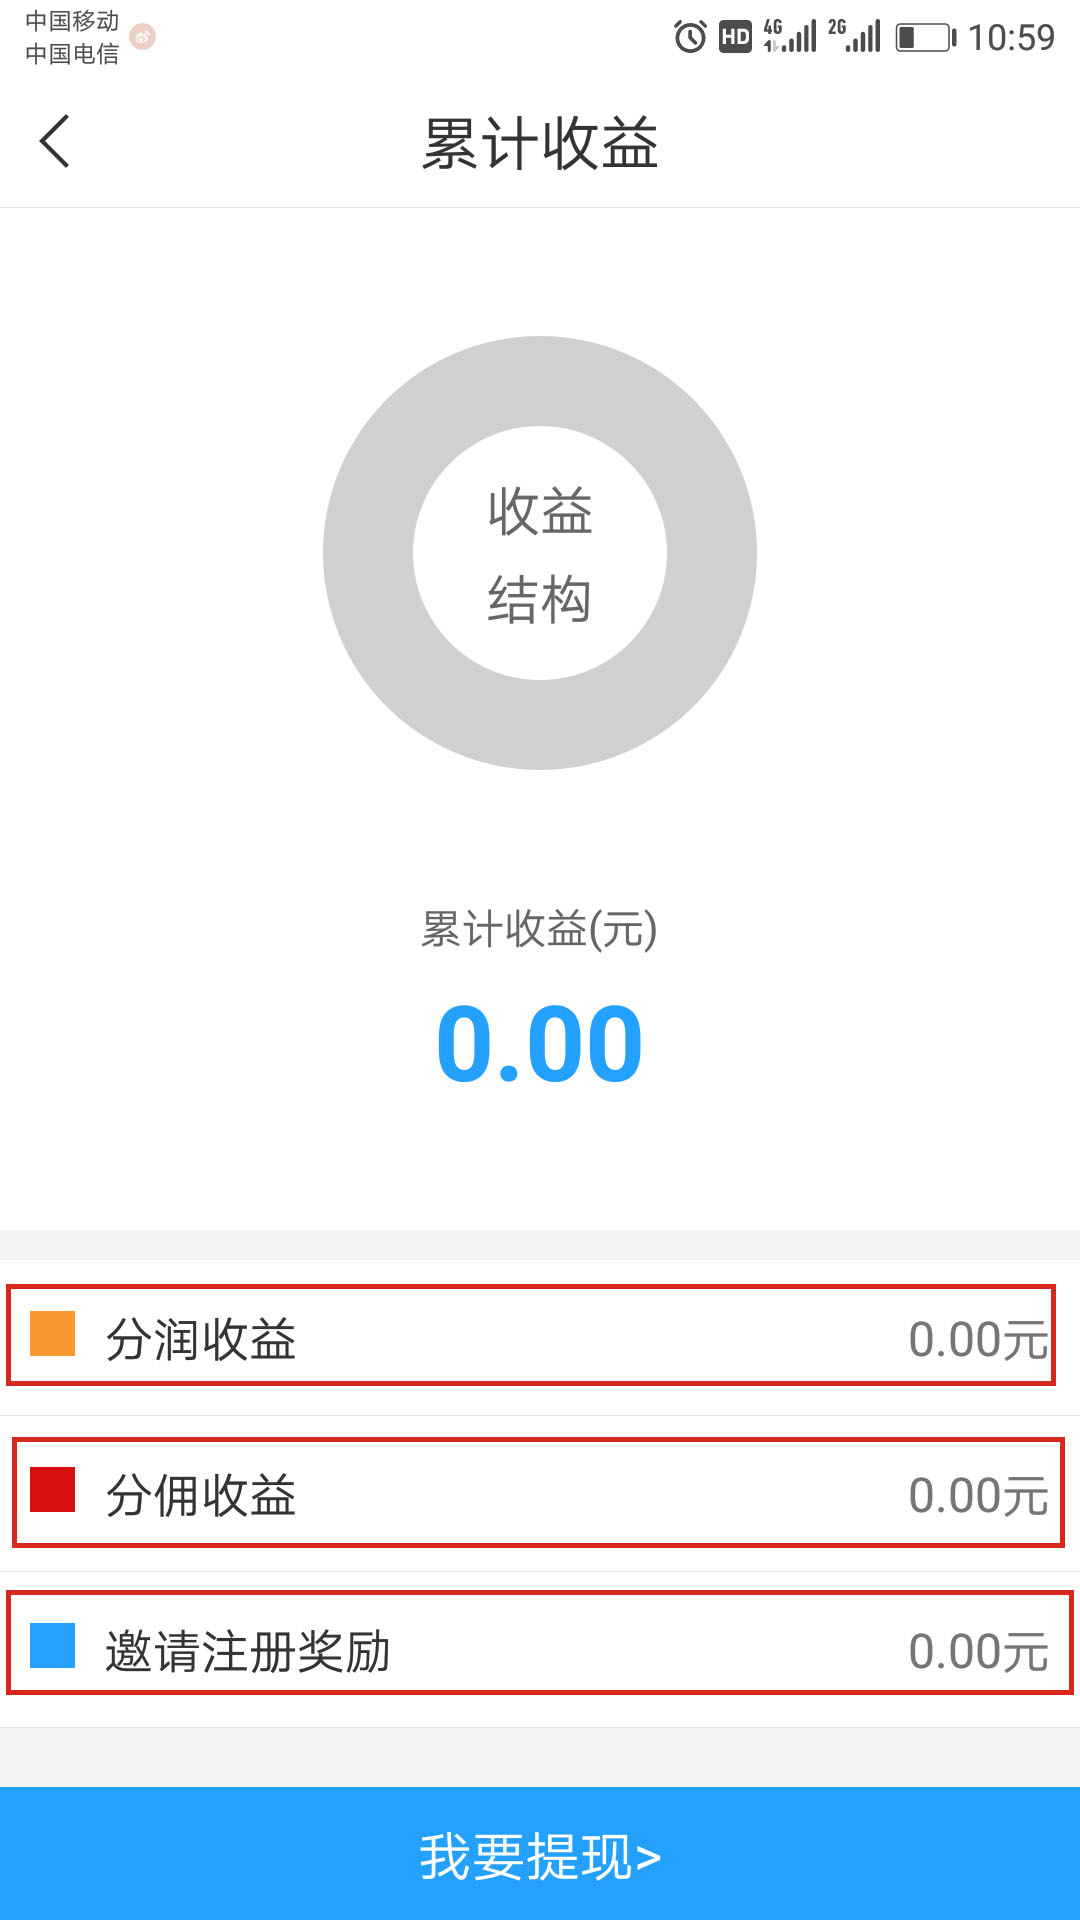 中国移动
中国电信
HD 4G 2G 10:59
累计收益
收益
结构
累计收益(元)
0.00
分润收益 0.00元
分佣收益 0.00元
邀请注册奖励 0.00元
我要提现>